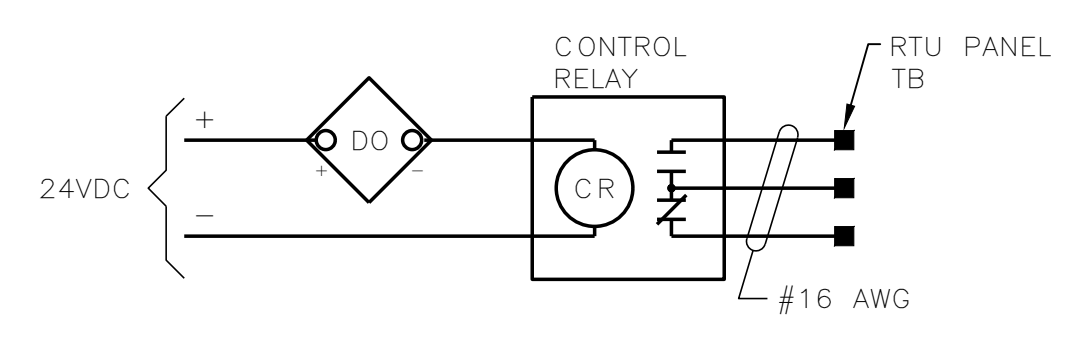 CONTROL
RELAY
RTU PANEL
TB
+
DO
+ -
24VDC
CR
-
#16 AWG